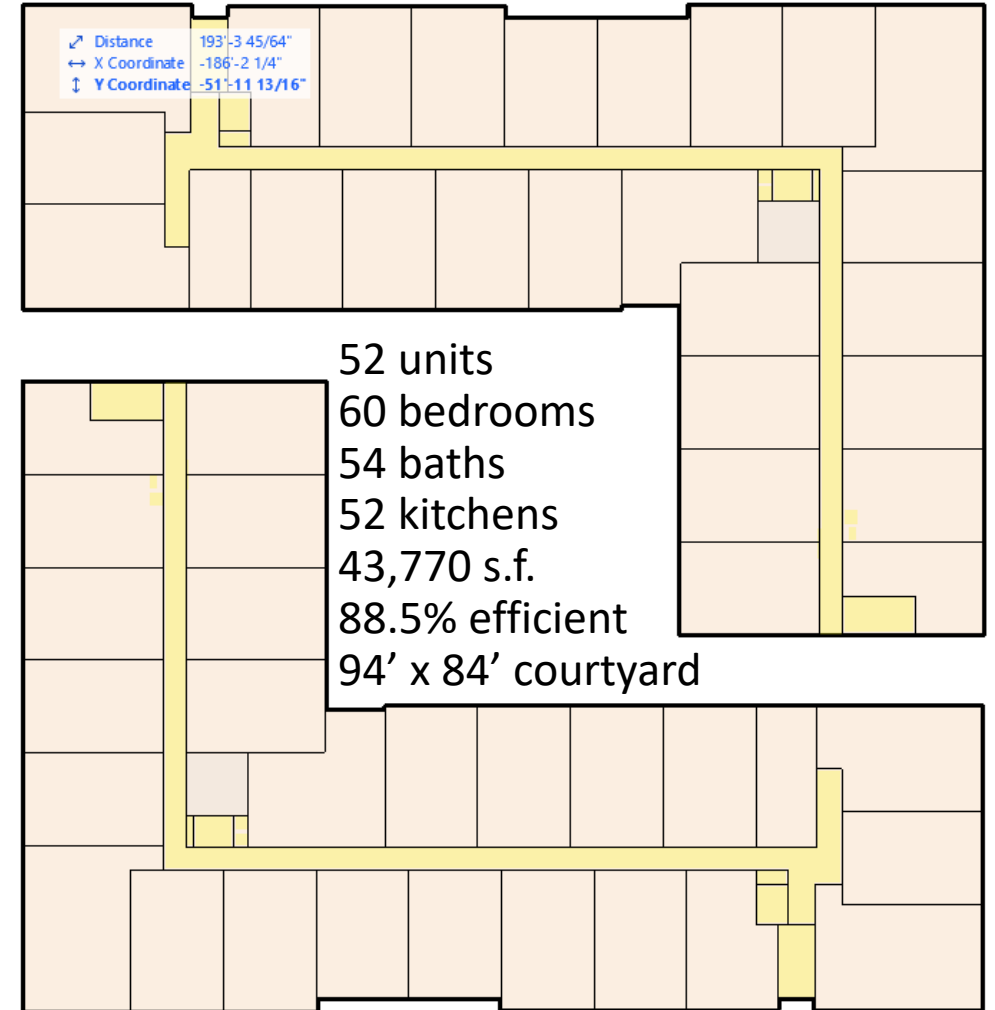 Distance 193'-3 45/64"
X Coordinate -186'-2 1/4"
Y Coordinate -51'-11 13/16"
52 units
60 bedrooms
54 baths
52 kitchens
43,770 s.f.
88.5% efficient
94’ x 84’ courtyard